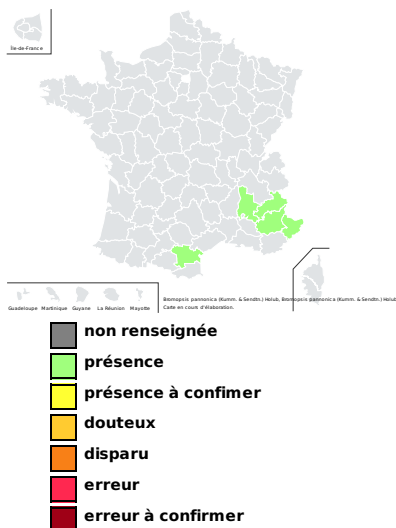 Île-de-France
Guadeloupe Martinique Guyane La Réunion Mayotte
Bromopsis pannonica (Kumm. & Sendtn.) Holub, Bromopsis pannonica (Kumm. & Sendtn.) Holub
Carte en cours d'élaboration.
non renseignée
présence
présence à confimer
douteux
disparu
erreur
erreur à confirmer